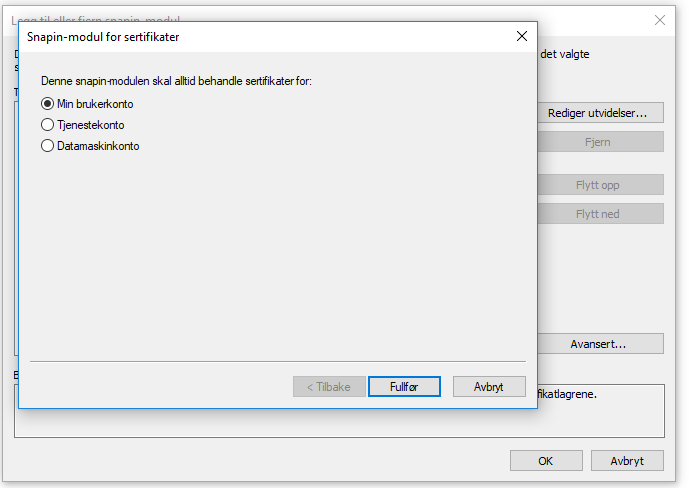 Snapin-modul for sertifikater
Denne snapin-modulen skal alltid behandle sertifikater for:
Min brukerkonto
Tjenestekonto
Datamaskinkonto
< Tilbake
Fullfør
Avbryt
Legg til eller fjern snapin-modul
det valgte
Rediger utvidelser...
Fjern
Flytt opp
Flytt ned
Avansert...
OK
Avbryt